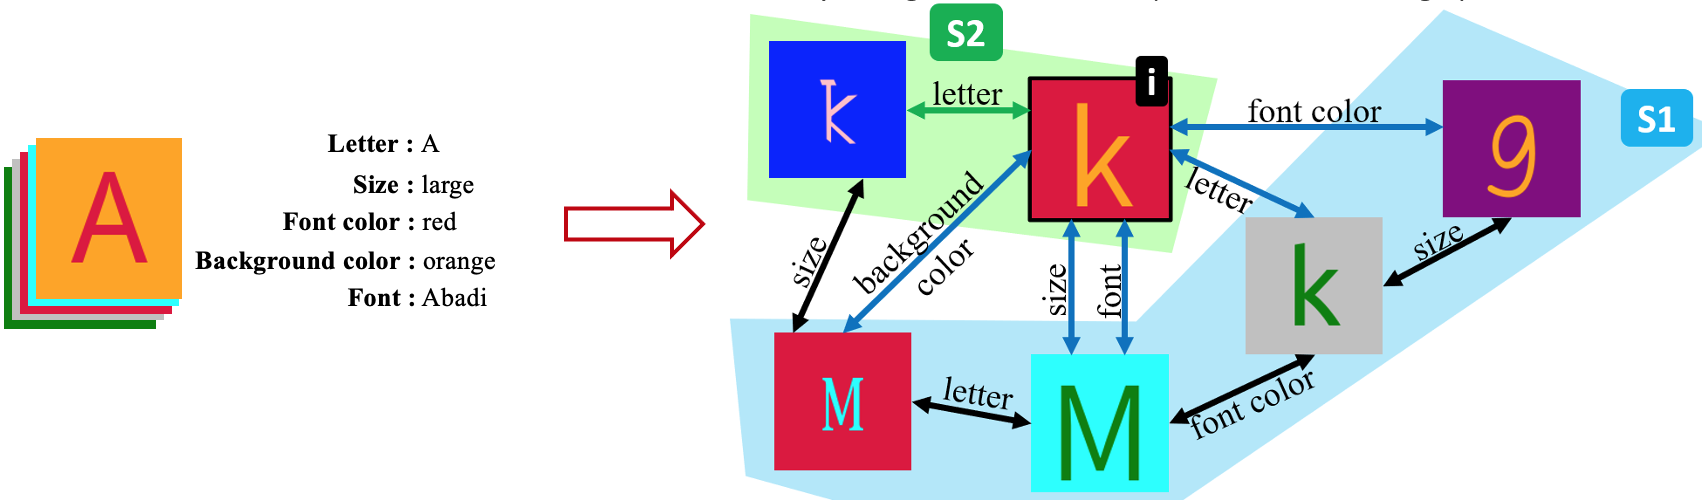 A
Letter : A
Size : large
Font color : red
Background color : orange
Font : Abadi
S2
k
letter
i
k
font color
g
S1
size
background
color
size
font
letter
k
size
M
letter
M
font color